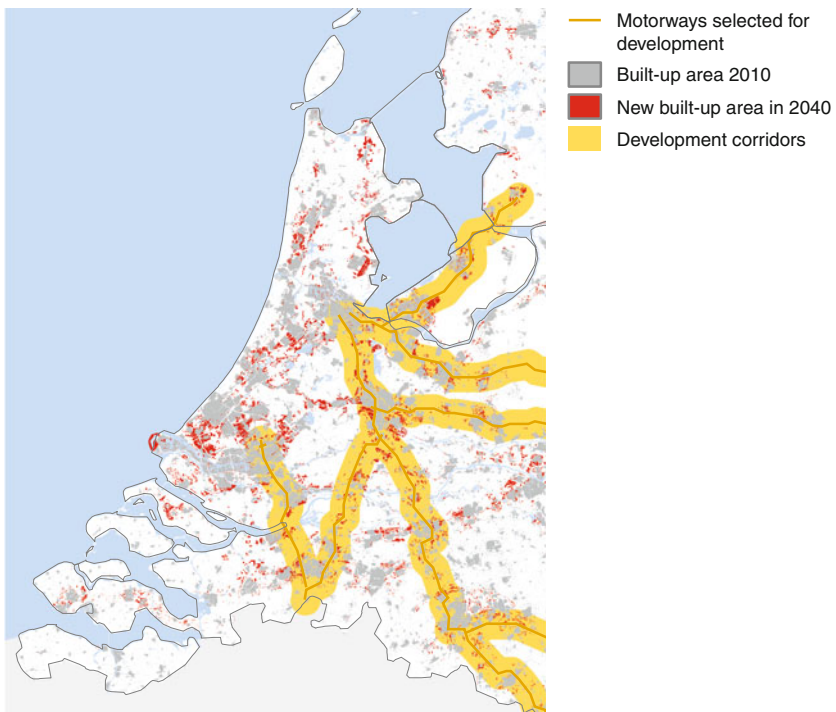 Motorways selected for
development
Built-up area 2010
New built-up area in 2040
Development corridors